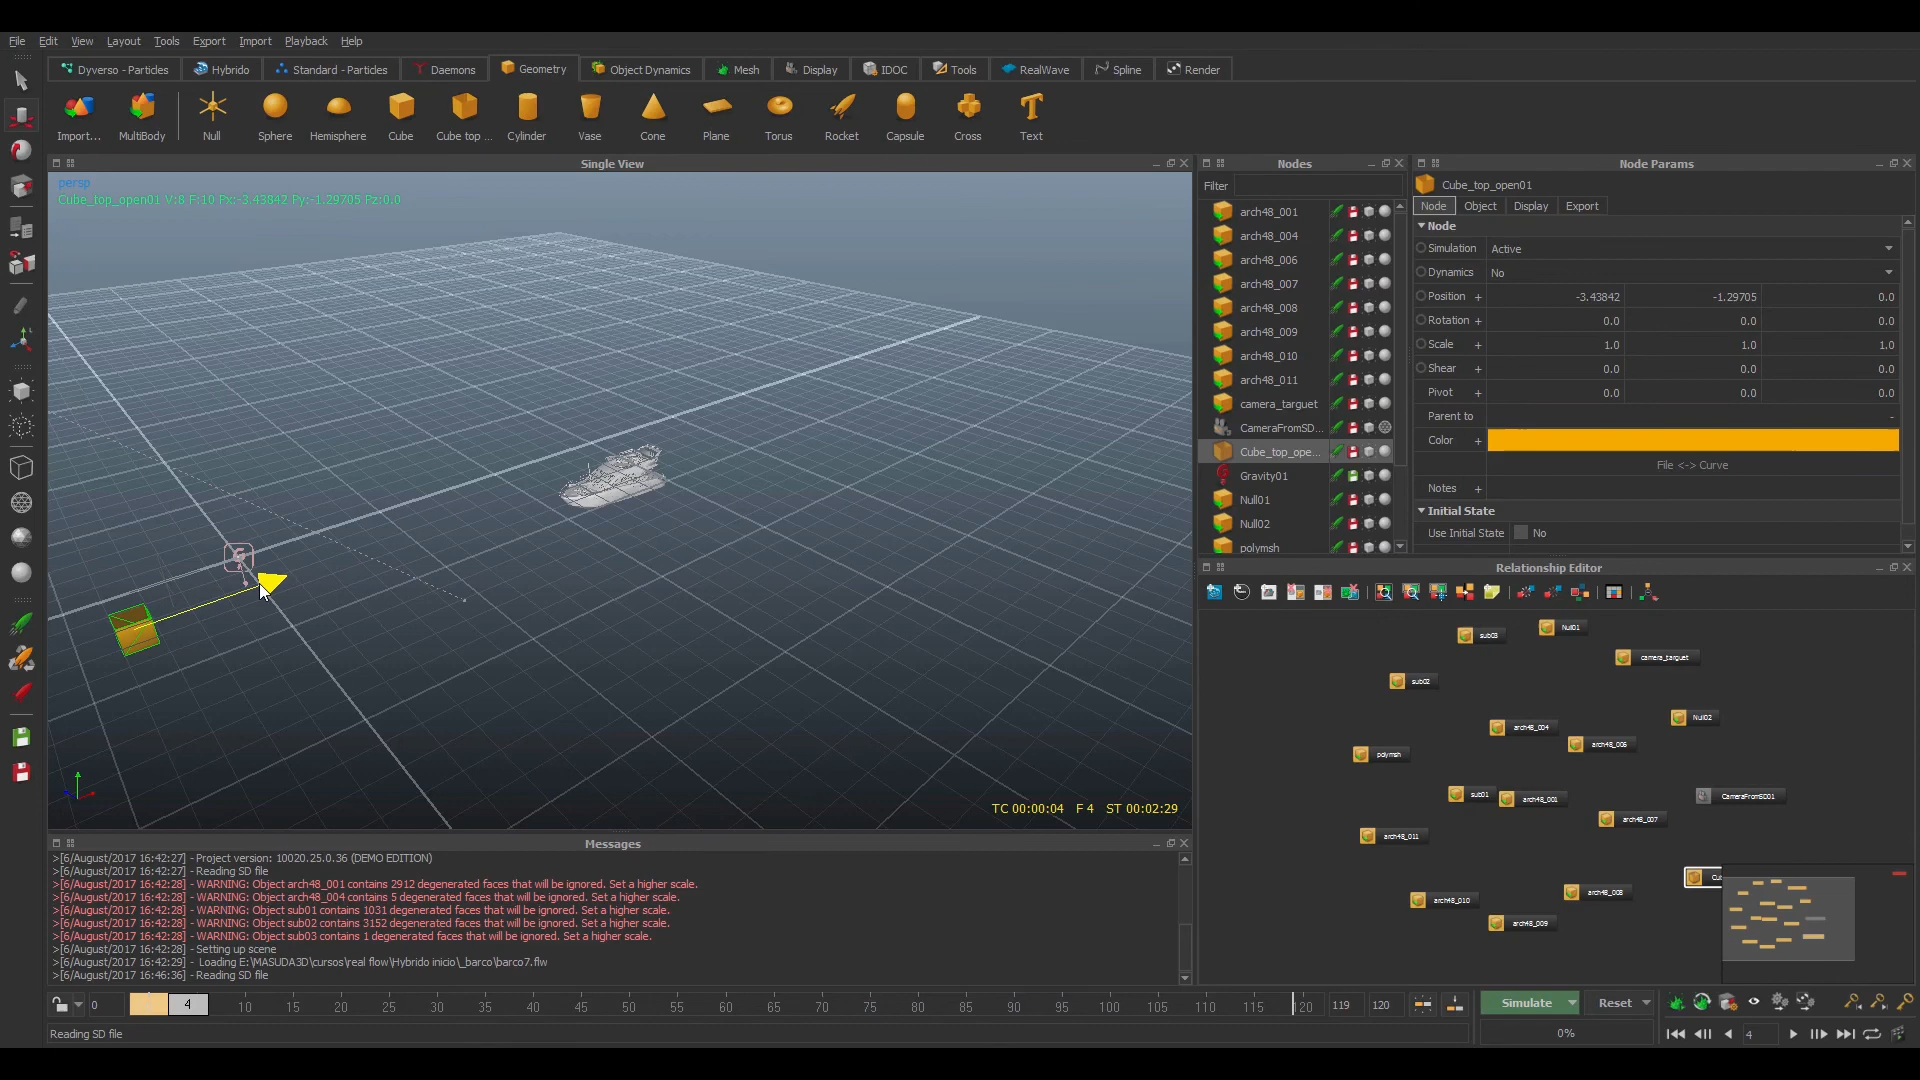 File Edit View Layout Tools Export Import Playback Help
Dyverso - Particles Hybrido Standard - Particles Daemons Geometry Object Dynamics Mesh Display IDOC Tools RealWave Spline Render
Import... MultiBody Null Sphere Hemisphere Cube Cube top ... Cylinder Vase Cone Plane Torus Rocket Capsule Cross Text
Single View
persp
Cube_top_open01 V:8 F:10 Px:-3.43842 Py:-1.29705 Pz:0.0
TC 00:00:04 F 4 ST 00:02:29
Nodes
Filter
arch48_001
arch48_004
arch48_006
arch48_007
arch48_008
arch48_009
arch48_010
arch48_011
camera_targuet
CameraFromSD...
Cube_top_ope...
Gravity01
Null01
Null02
polymsh
Node Params
Cube_top_open01
Node Object Display Export
Node
Simulation Active
Dynamics No
Position + -3.43842 -1.29705 0.0
Rotation + 0.0 0.0 0.0
Scale + 1.0 1.0 1.0
Shear + 0.0 0.0 0.0
Pivot + 0.0 0.0 0.0
Parent to -
Color +
File <-> Curve
Notes +
Initial State
Use Initial State No
Relationship Editor
sub03
Null01
camera_targuet
sub02
Null02
arch48_004
arch48_006
polymsh
sub01
arch48_001
CameraFromSD01
arch48_007
arch48_011
arch48_008
arch48_010
arch48_009
Messages
>[6/August/2017 16:42:27] - Project version: 10020.25.0.36 (DEMO EDITION)
>[6/August/2017 16:42:27] - Reading SD file
>[6/August/2017 16:42:28] - WARNING: Object arch48_001 contains 2912 degenerated faces that will be ignored. Set a higher scale.
>[6/August/2017 16:42:28] - WARNING: Object arch48_004 contains 5 degenerated faces that will be ignored. Set a higher scale.
>[6/August/2017 16:42:28] - WARNING: Object sub01 contains 1031 degenerated faces that will be ignored. Set a higher scale.
>[6/August/2017 16:42:28] - WARNING: Object sub02 contains 3152 degenerated faces that will be ignored. Set a higher scale.
>[6/August/2017 16:42:28] - WARNING: Object sub03 contains 1 degenerated faces that will be ignored. Set a higher scale.
>[6/August/2017 16:42:28] - Setting up scene
>[6/August/2017 16:42:29] - Loading E:\MASUDA3D\cursos\real flow\Hybrido inicio\_barco\barco7.flw
>[6/August/2017 16:46:36] - Reading SD file
0 4 10 15 20 25 30 35 40 45 50 55 60 65 70 75 80 85 90 95 100 105 110 115 120 119 120
Simulate Reset
Reading SD file
0%
4